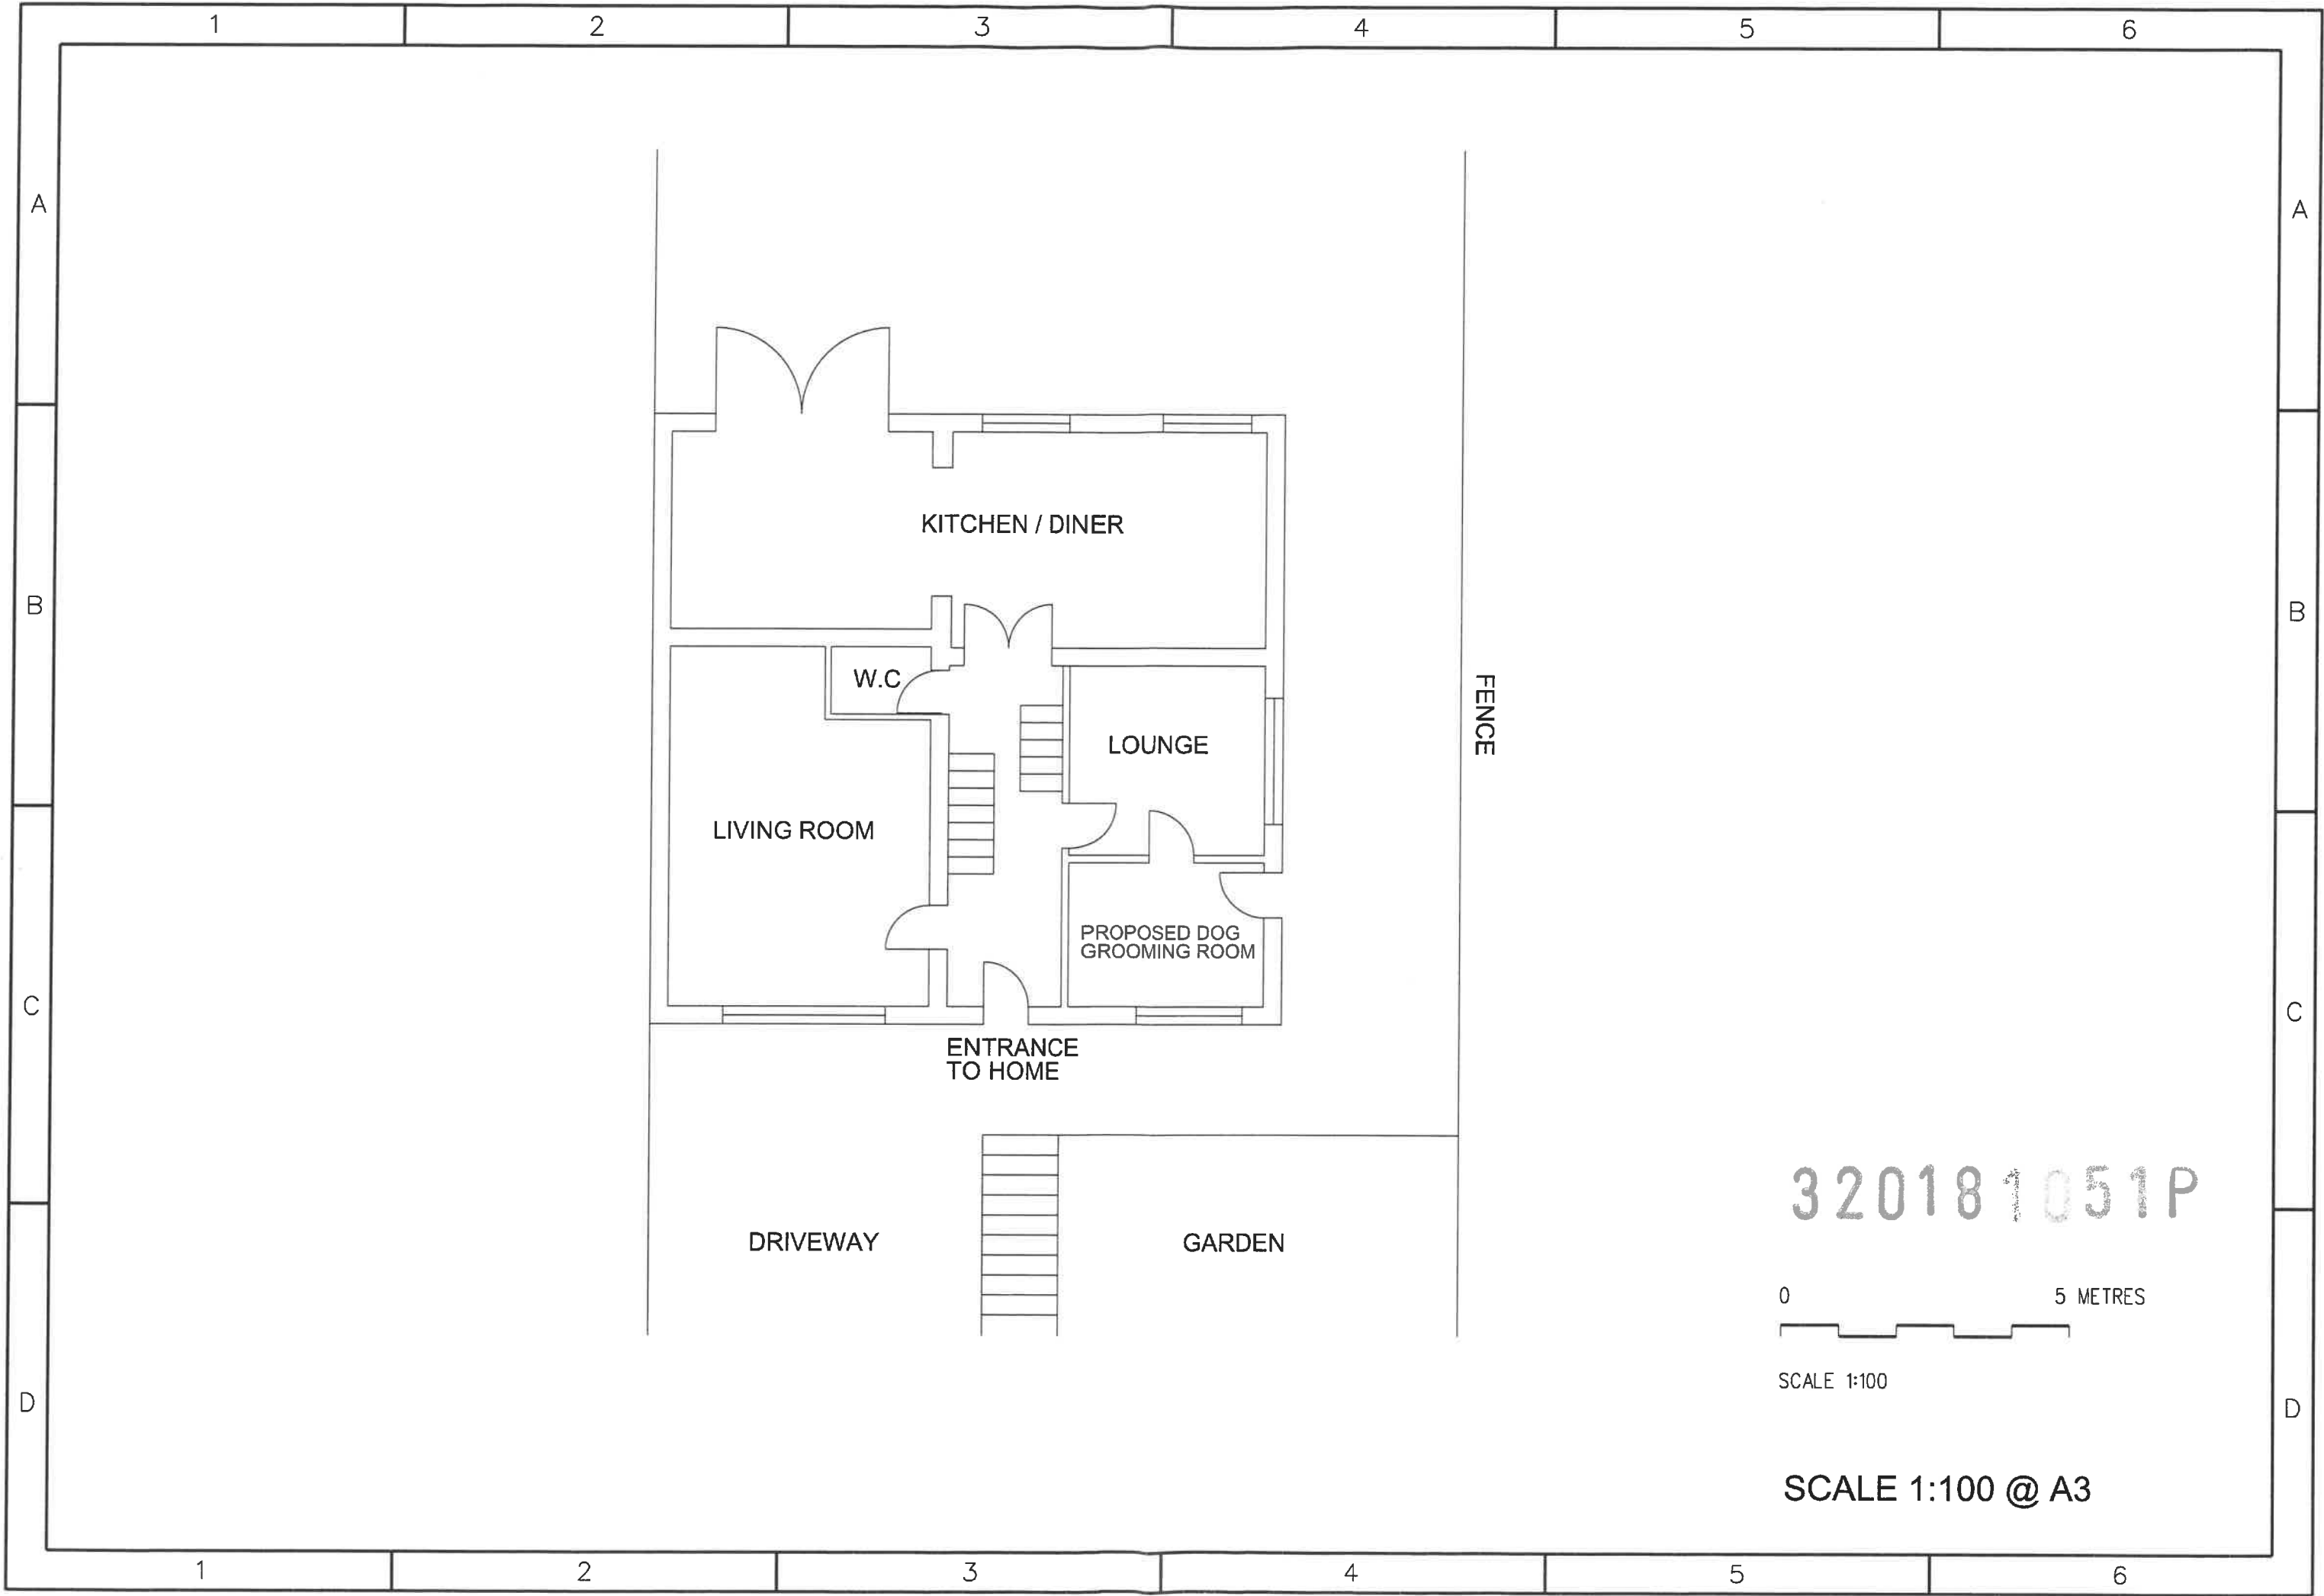 1 2 3 4 5 6
A A
KITCHEN / DINER
B B
W.C
FENCE
LOUNGE
LIVING ROOM
PROPOSED DOG
GROOMING ROOM
C C
ENTRANCE
TO HOME
320181051P
DRIVEWAY
GARDEN
0 5 METRES
SCALE 1:100
D D
SCALE 1:100 @ A3
1 2 3 4 5 6